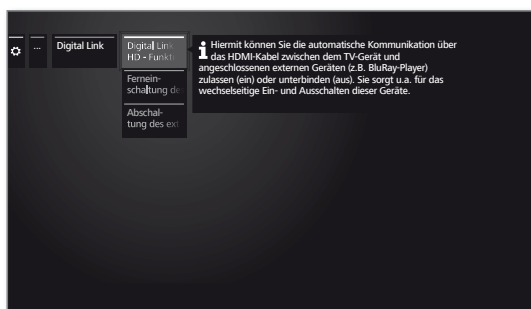 ...
Digital Link
Digital Link
HD - Funkti
Fernein-
schaltung de
Abschal-
tung des ext
Hiermit können Sie die automatische Kommunikation über
das HDMI-Kabel zwischen dem TV-Gerät und
angeschlossenen externen Geräten (z.B. BluRay-Player)
zulassen (ein) oder unterbinden (aus). Sie sorgt u.a. für das
wechselseitige Ein- und Ausschalten dieser Geräte.